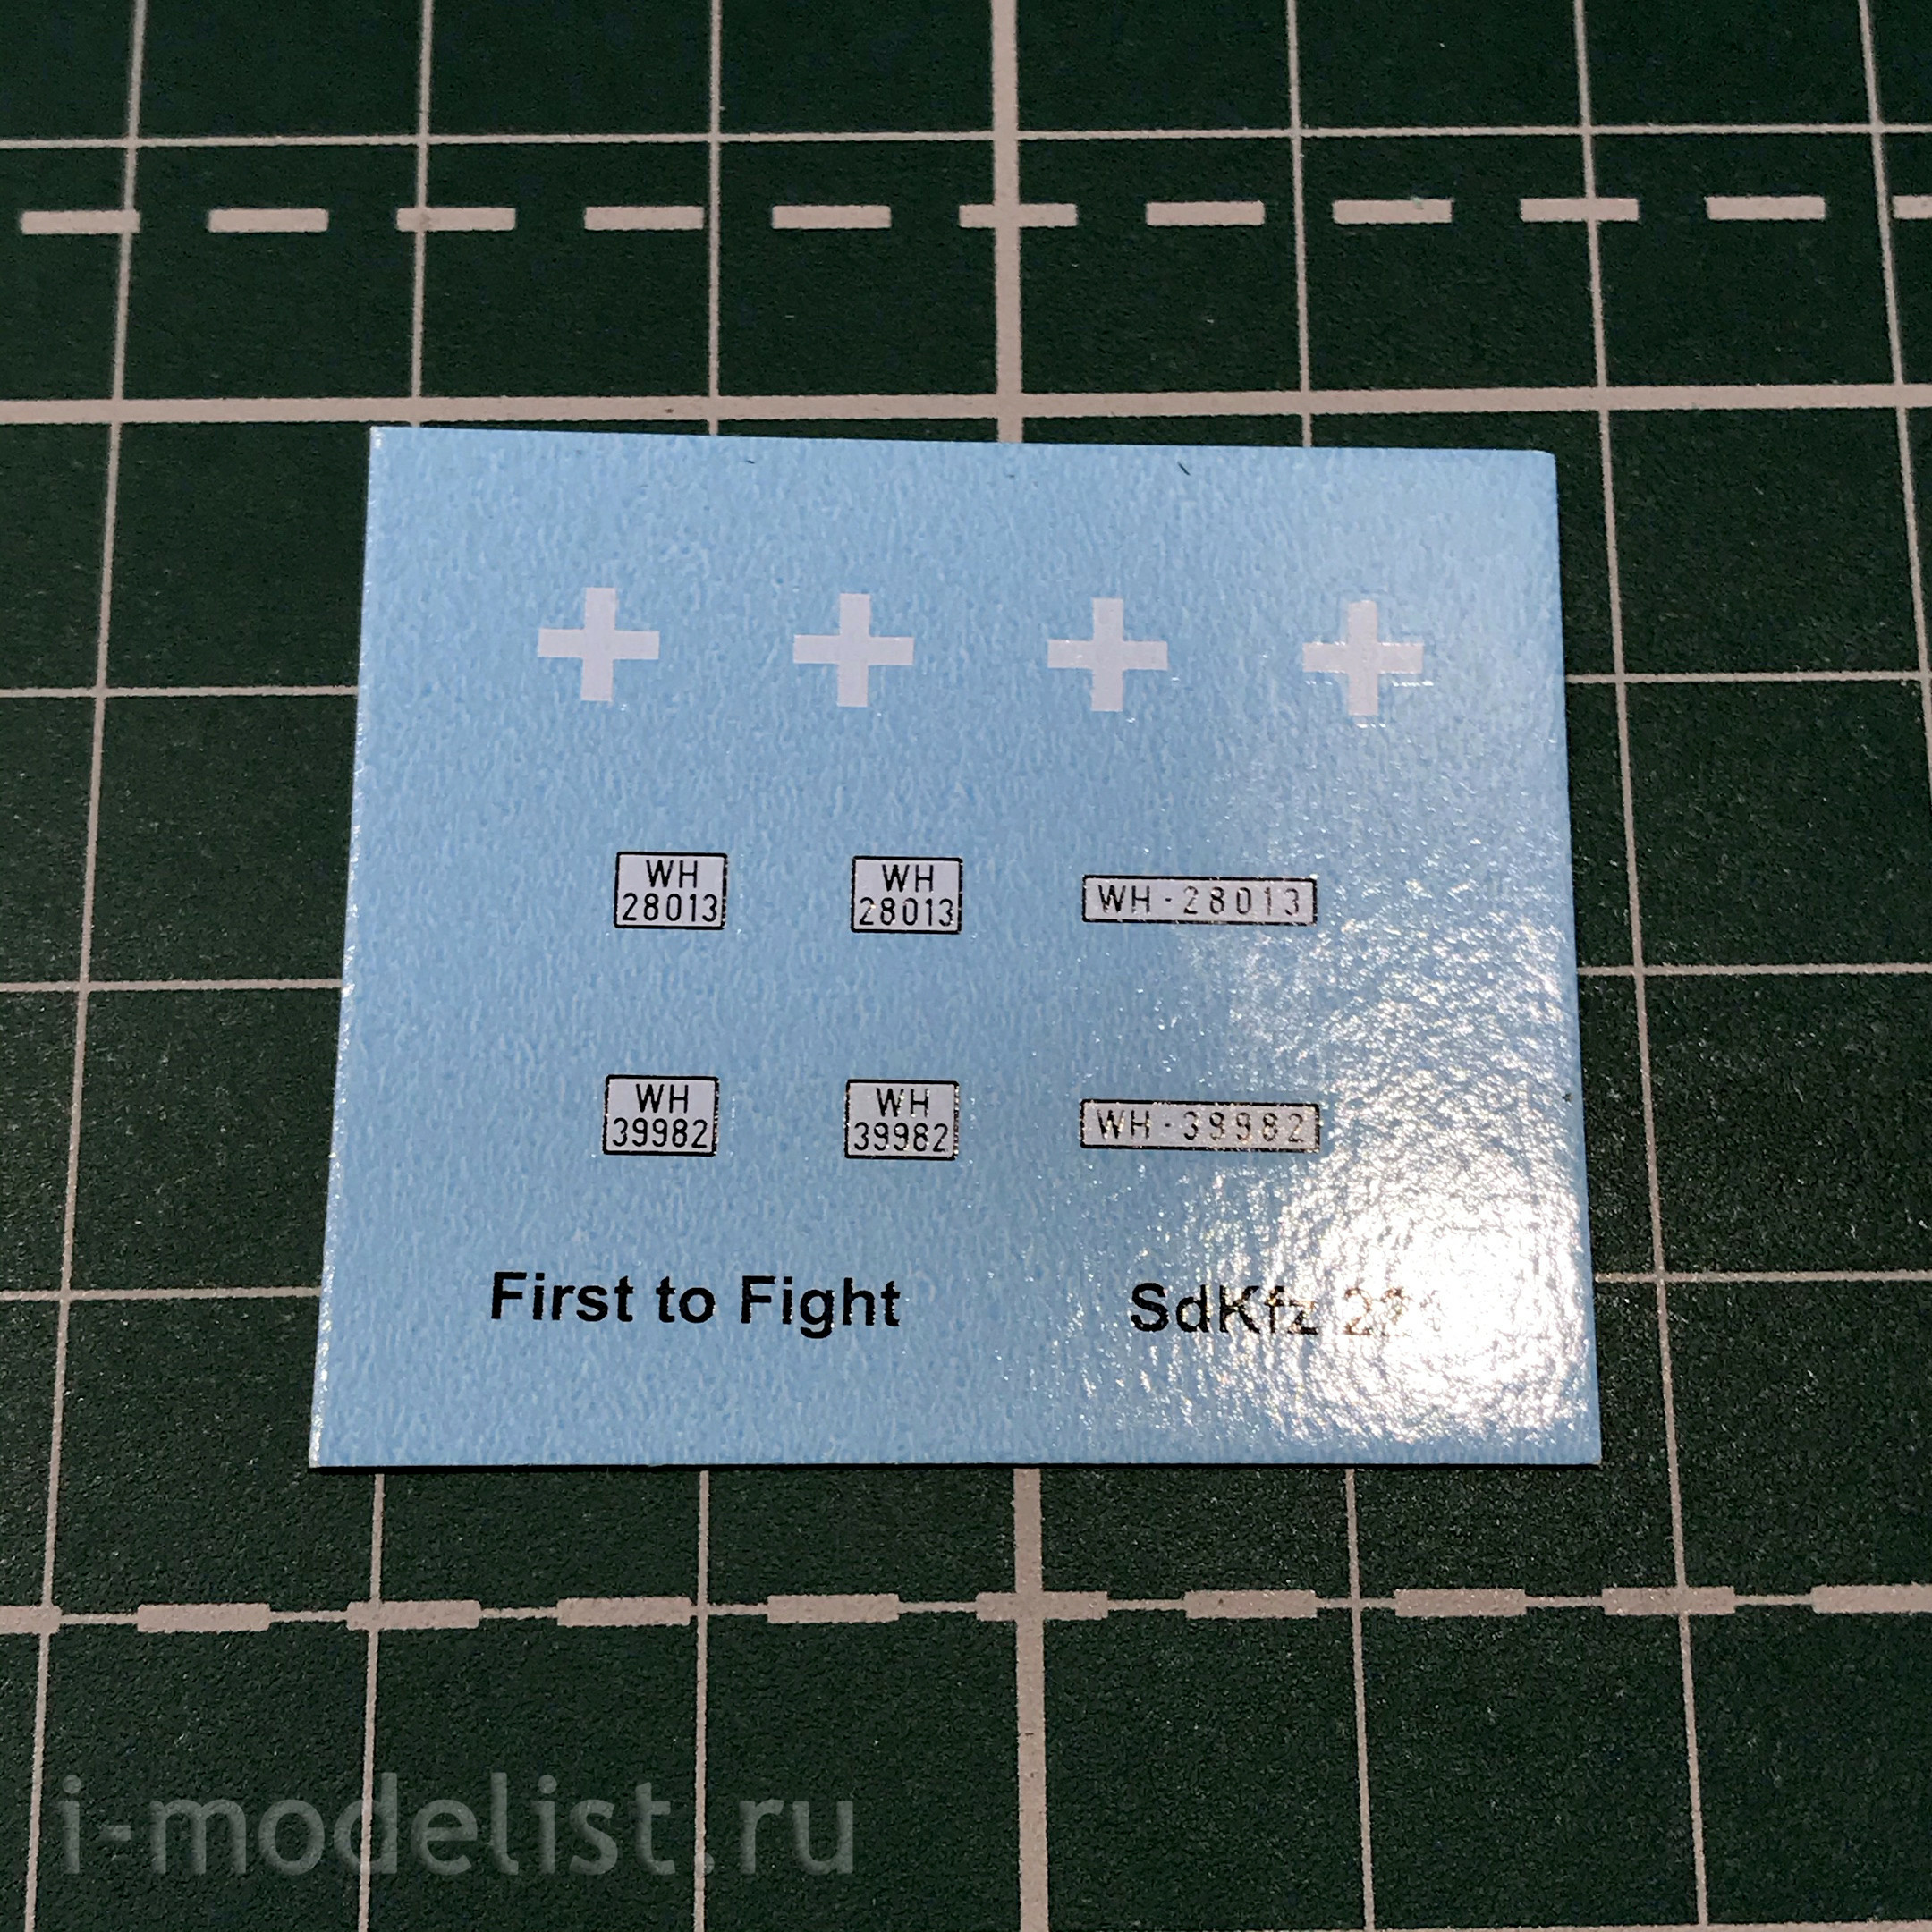 WH
28013
WH
28013
WH - 28013
WH
39982
WH
39982
WH - 39982
First to Fight
SdKfz
i-modelist.ru